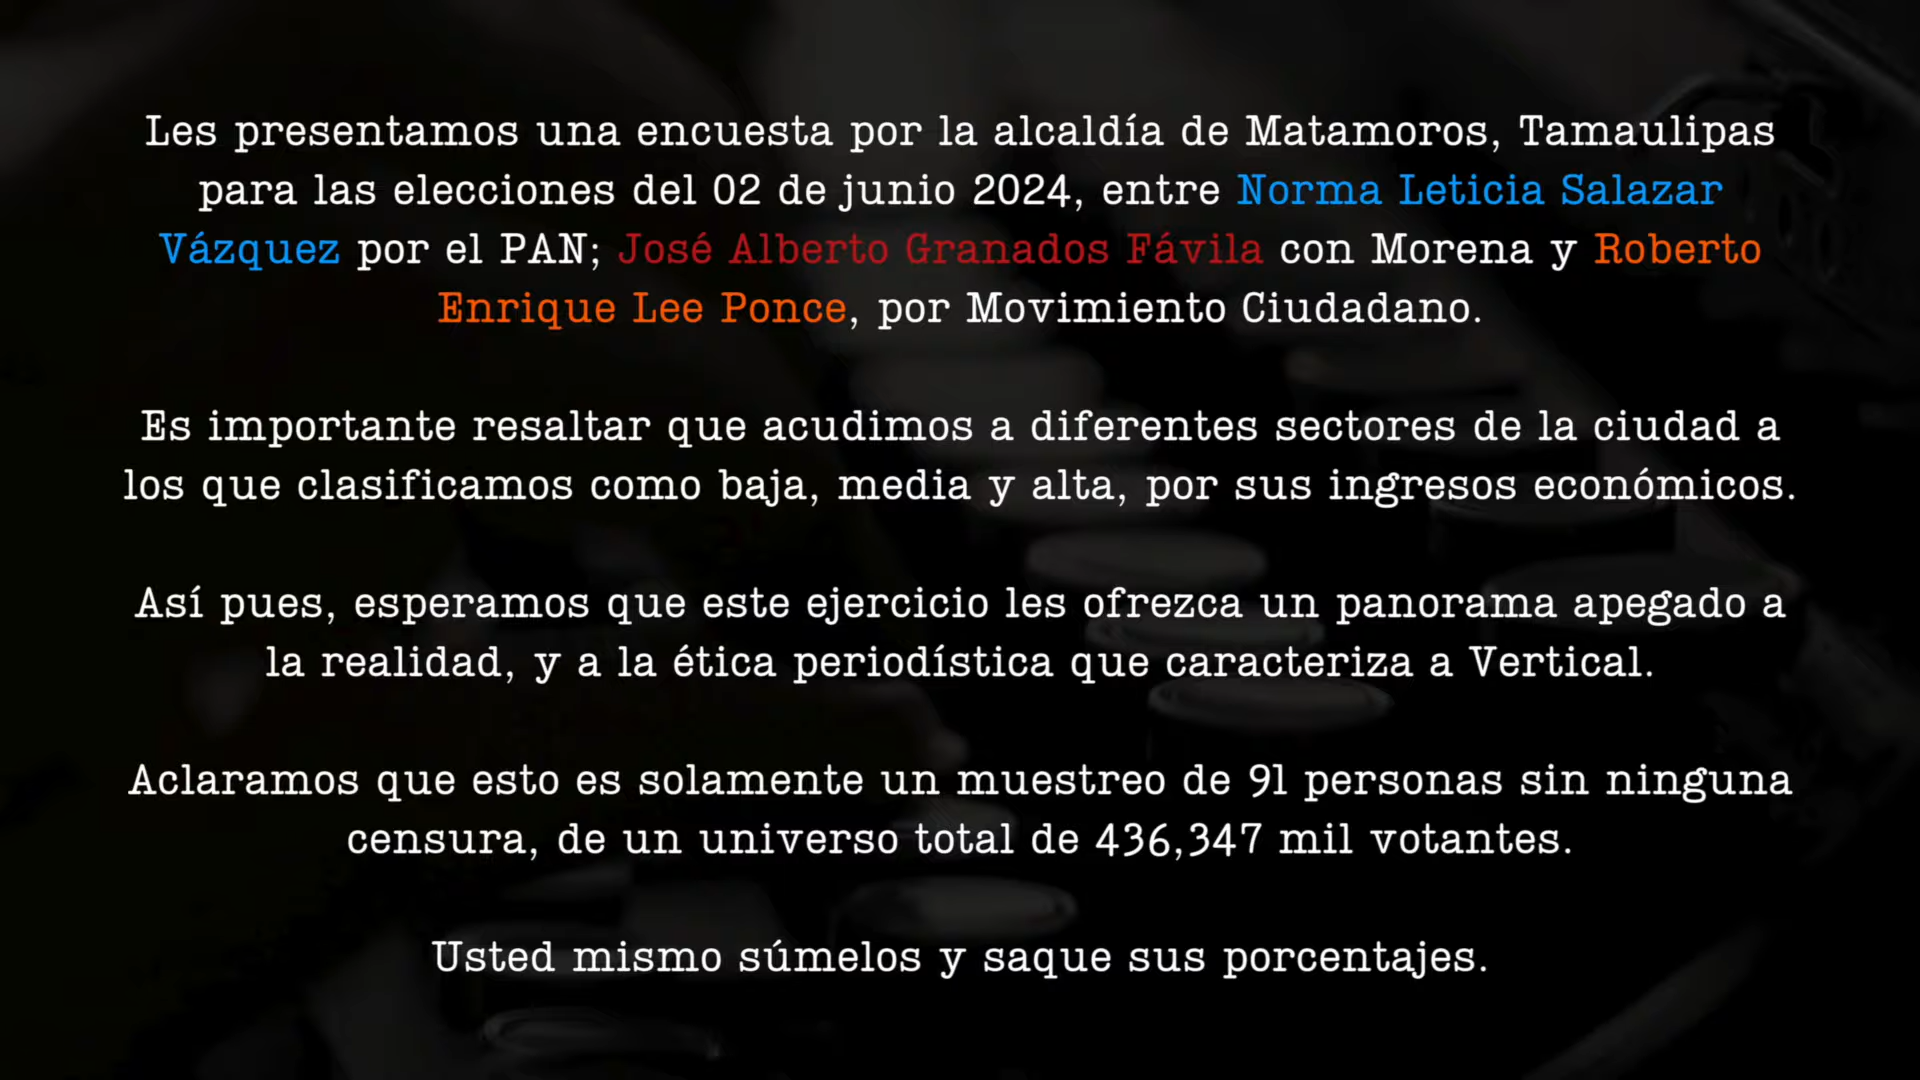 Les presentamos una encuesta por la alcaldía de Matamoros, Tamaulipas
para las elecciones del 02 de junio 2024, entre Norma Leticia Salazar
Vázquez por el PAN; José Alberto Granados Fávila con Morena y Roberto
Enrique Lee Ponce, por Movimiento Ciudadano.
Es importante resaltar que acudimos a diferentes sectores de la ciudad a
los que clasificamos como baja, media y alta, por sus ingresos económicos.
Así pues, esperamos que este ejercicio les ofrezca un panorama apegado a
la realidad, y a la ética periodística que caracteriza a Vertical.
Aclaramos que esto es solamente un muestreo de 91 personas sin ninguna
censura, de un universo total de 436,347 mil votantes.
Usted mismo súmelos y saque sus porcentajes.